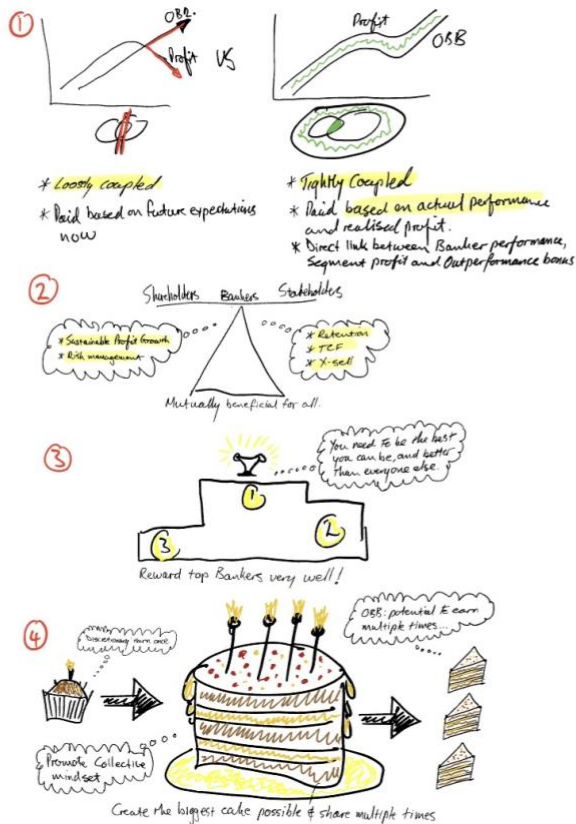 1
OBB.
Profit
VS
Profit
OBB
* Loosly coupled
* Paid based on future expectations
now
* Tightly Coupled
* Paid based on actual performance
and realised profit.
* Direct link between Banker performance,
Segment profit and Outperformance bonus
2
Shareholders Bankers Stakeholders
* Sustainable Profit Growth
* Risk management
* Retention
* TCF
* X-sell
Mutually beneficial for all.
3
You need to be the best
you can be, and better
than everyone else.
1
2
3
Reward top Bankers very well!
4
Discretionary earn once
OBB: potential to earn
multiple times...
Promote Collective
mindset
Create the biggest cake possible & share multiple times